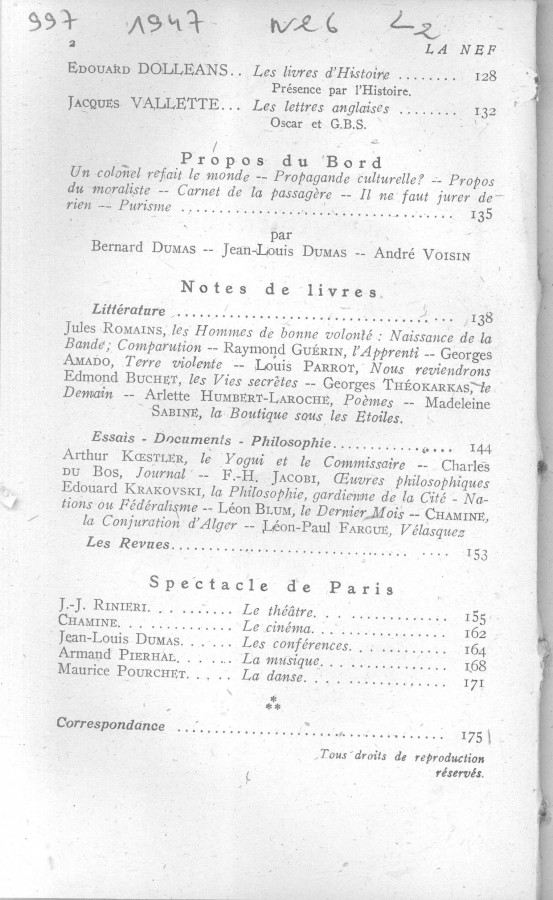 997 1947 N26 L2
2 LA NEF
EDOUARD DOLLEANS.. Les livres d'Histoire ........ 128
Présence par l'Histoire.
JACQUES VALLETTE... Les lettres anglaises ........ 132
Oscar et G.B.S.
Propos du Bord
Un colonel refait le monde -- Propagande culturelle? -- Propos
du moraliste -- Carnet de la passagère -- Il ne faut jurer de
rien -- Purisme ................................... 135
par
Bernard DUMAS -- Jean-Louis DUMAS -- André VOISIN
Notes de livres
Littérature ................................... 138
Jules ROMAINS, les Hommes de bonne volonté : Naissance de la
Bande; Comparution -- Raymond GUÉRIN, l'Apprenti -- Georges
AMADO, Terre violente -- Louis PARROT, Nous reviendrons
Edmond BUCHET, les Vies secrètes -- Georges THÉOKARKAS, le
Demain -- Arlette HUMBERT-LAROCHE, Poèmes -- Madeleine
SABINE, la Boutique sous les Etoiles.
Essais - Documents - Philosophie................. 144
Arthur KŒSTLER, le Yogui et le Commissaire -- Charles
DU BOS, Journal -- F.-H. JACOBI, Œuvres philosophiques
Edouard KRAKOVSKI, la Philosophie, gardienne de la Cité - Na-
tions ou Fédéralisme -- Léon BLUM, le Dernier Mois -- CHAMINE,
la Conjuration d'Alger -- Léon-Paul FARGUE, Vélasquez
Les Revues................................... 153
Spectacle de Paris
J.-J. RINIERI.......... Le théâtre................ 155
CHAMINE............. Le cinéma................ 162
Jean-Louis DUMAS...... Les conférences........... 164
Armand PIERHAL...... La musique............... 168
Maurice POURCHET..... La danse................. 171
*
**
Correspondance ................................... 175
Tous droits de reproduction
réservés.